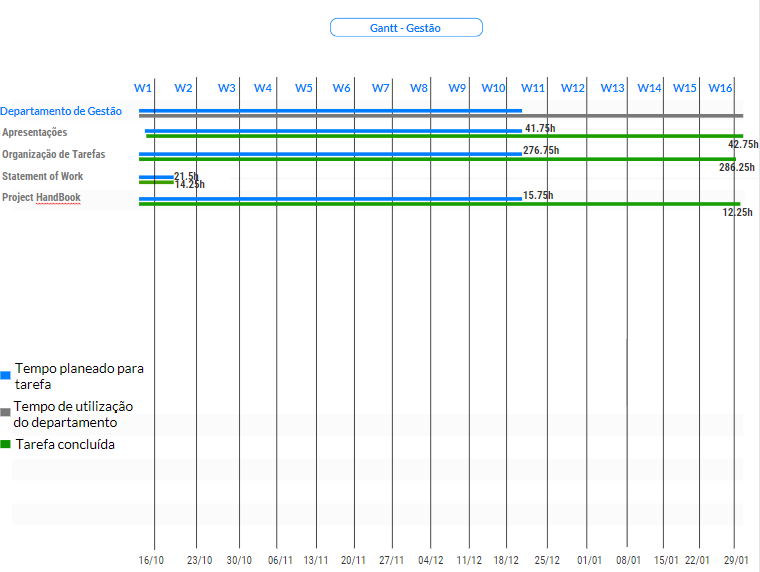 Gantt - Gestão
W1 W2 W3 W4 W5 W6 W7 W8 W9 W10 W11 W12 W13 W14 W15 W16
Departamento de Gestão
Apresentações 41.75h
42.75h
Organização de Tarefas 276.75h
286.25h
Statement of Work 21.5h
14.25h
Project HandBook 15.75h
12.25h
Tempo planeado para
tarefa
Tempo de utilização
do departamento
Tarefa concluída
16/10 23/10 30/10 06/11 13/11 20/11 27/11 04/12 11/12 18/12 25/12 01/01 08/01 15/01 22/01 29/01